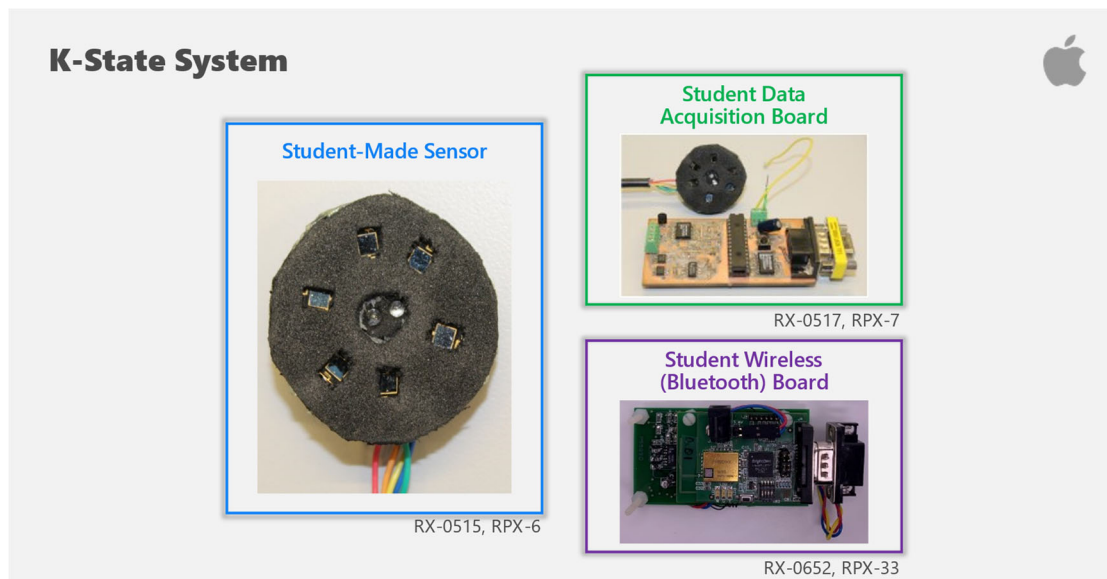 K-State System
Student-Made Sensor
RX-0515, RPX-6
Student Data
Acquisition Board
RX-0517, RPX-7
Student Wireless
(Bluetooth) Board
RX-0652, RPX-33